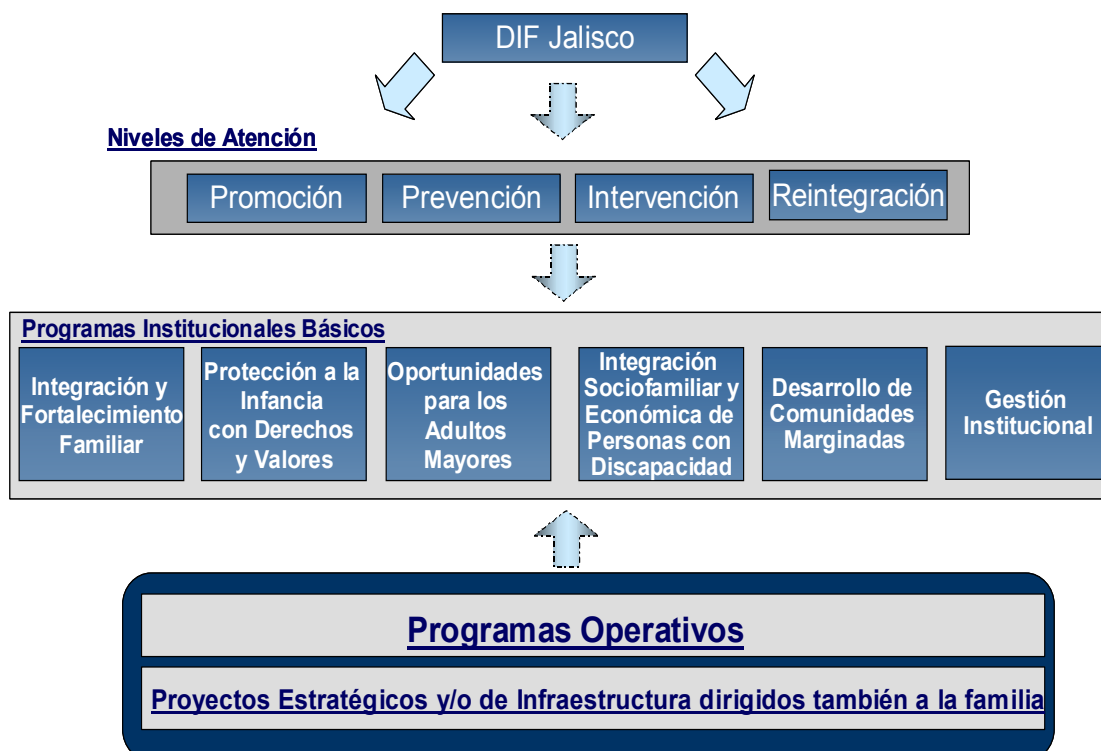 DIF Jalisco
Niveles de Atención
Promoción
Prevención
Intervención
Reintegración
Programas Institucionales Básicos
Integración y
Fortalecimiento
Familiar
Protección a la
Infancia
con Derechos
y Valores
Oportunidades
para los
Adultos
Mayores
Integración
Sociofamiliar y
Económica de
Personas con
Discapacidad
Desarrollo de
Comunidades
Marginadas
Gestión
Institucional
Programas Operativos
Proyectos Estratégicos y/o de Infraestructura dirigidos también a la familia